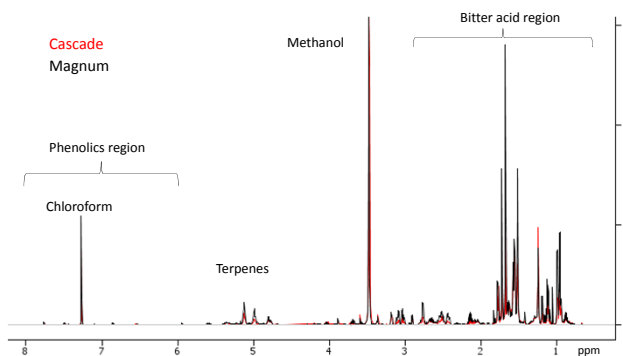 Bitter acid region
Methanol
Cascade
Magnum
Phenolics region
Chloroform
Terpenes
8 7 6 5 4 3 2 1 ppm